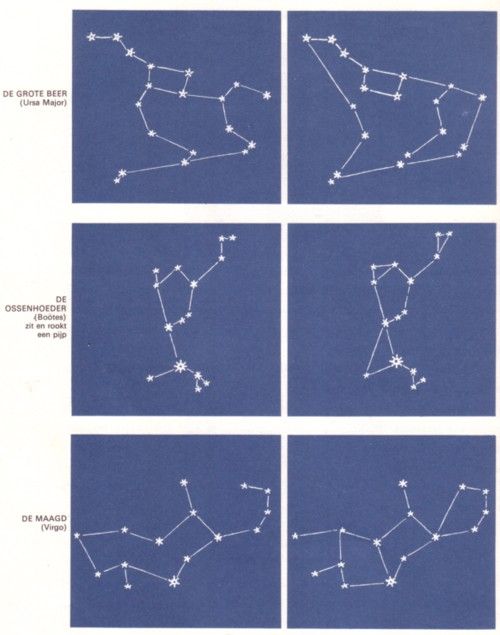 DE GROTE BEER
(Ursa Major)
DE
OSSENHOEDER
(Boötes)
zit en rookt
een pijp
DE MAAGD
(Virgo)